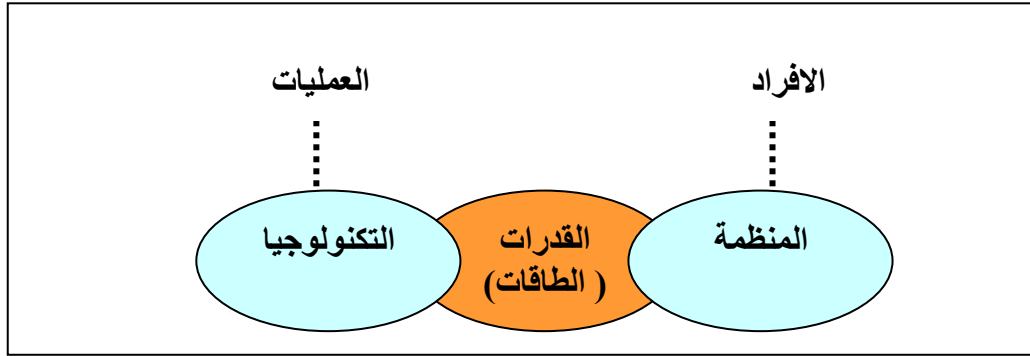 الافراد
العمليات
المنظمة
القدرات
( الطاقات)
التكنولوجيا